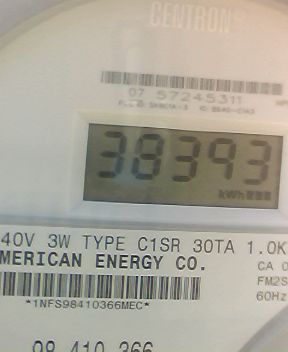 CENTRON®
07 57245311
38393
kWh
40V 3W TYPE C1SR 30TA 1.0K
MERICAN ENERGY CO.
CA 0
FM2S
60Hz
*1NFS98410366MEC*
98 410 366